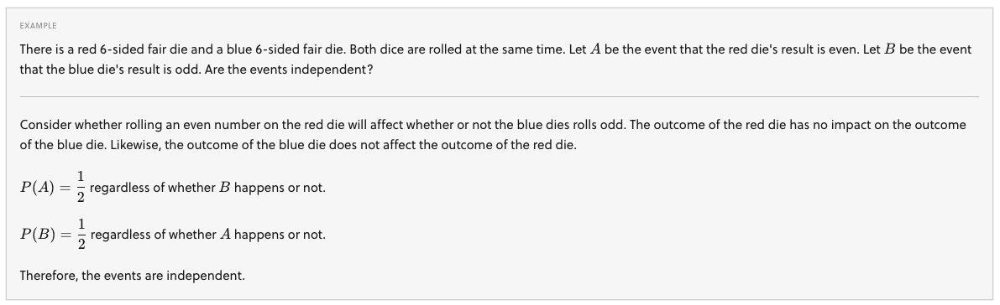 EXAMPLE
There is a red 6-sided fair die and a blue 6-sided fair die. Both dice are rolled at the same time. Let A be the event that the red die's result is even. Let B be the event
that the blue die's result is odd. Are the events independent?
Consider whether rolling an even number on the red die will affect whether or not the blue dies rolls odd. The outcome of the red die has no impact on the outcome
of the blue die. Likewise, the outcome of the blue die does not affect the outcome of the red die.
P(A) = 1/2 regardless of whether B happens or not.
P(B) = 1/2 regardless of whether A happens or not.
Therefore, the events are independent.